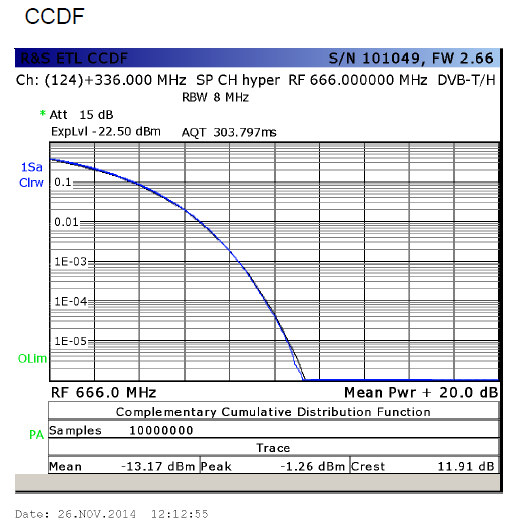 CCDF
R&S ETL CCDF S/N 101049, FW 2.66
Ch: (124)+336.000 MHz SP CH hyper RF 666.000000 MHz DVB-T/H
RBW 8 MHz
* Att 15 dB
ExpLvl -22.50 dBm AQT 303.797ms
1Sa
Clrw
0.1
0.01
1E-03
1E-04
1E-05
OLim
RF 666.0 MHz Mean Pwr + 20.0 dB
Complementary Cumulative Distribution Function
PA
Samples 10000000
Trace
Mean -13.17 dBm Peak -1.26 dBm Crest 11.91 dB
Date: 26.NOV.2014 12:12:55